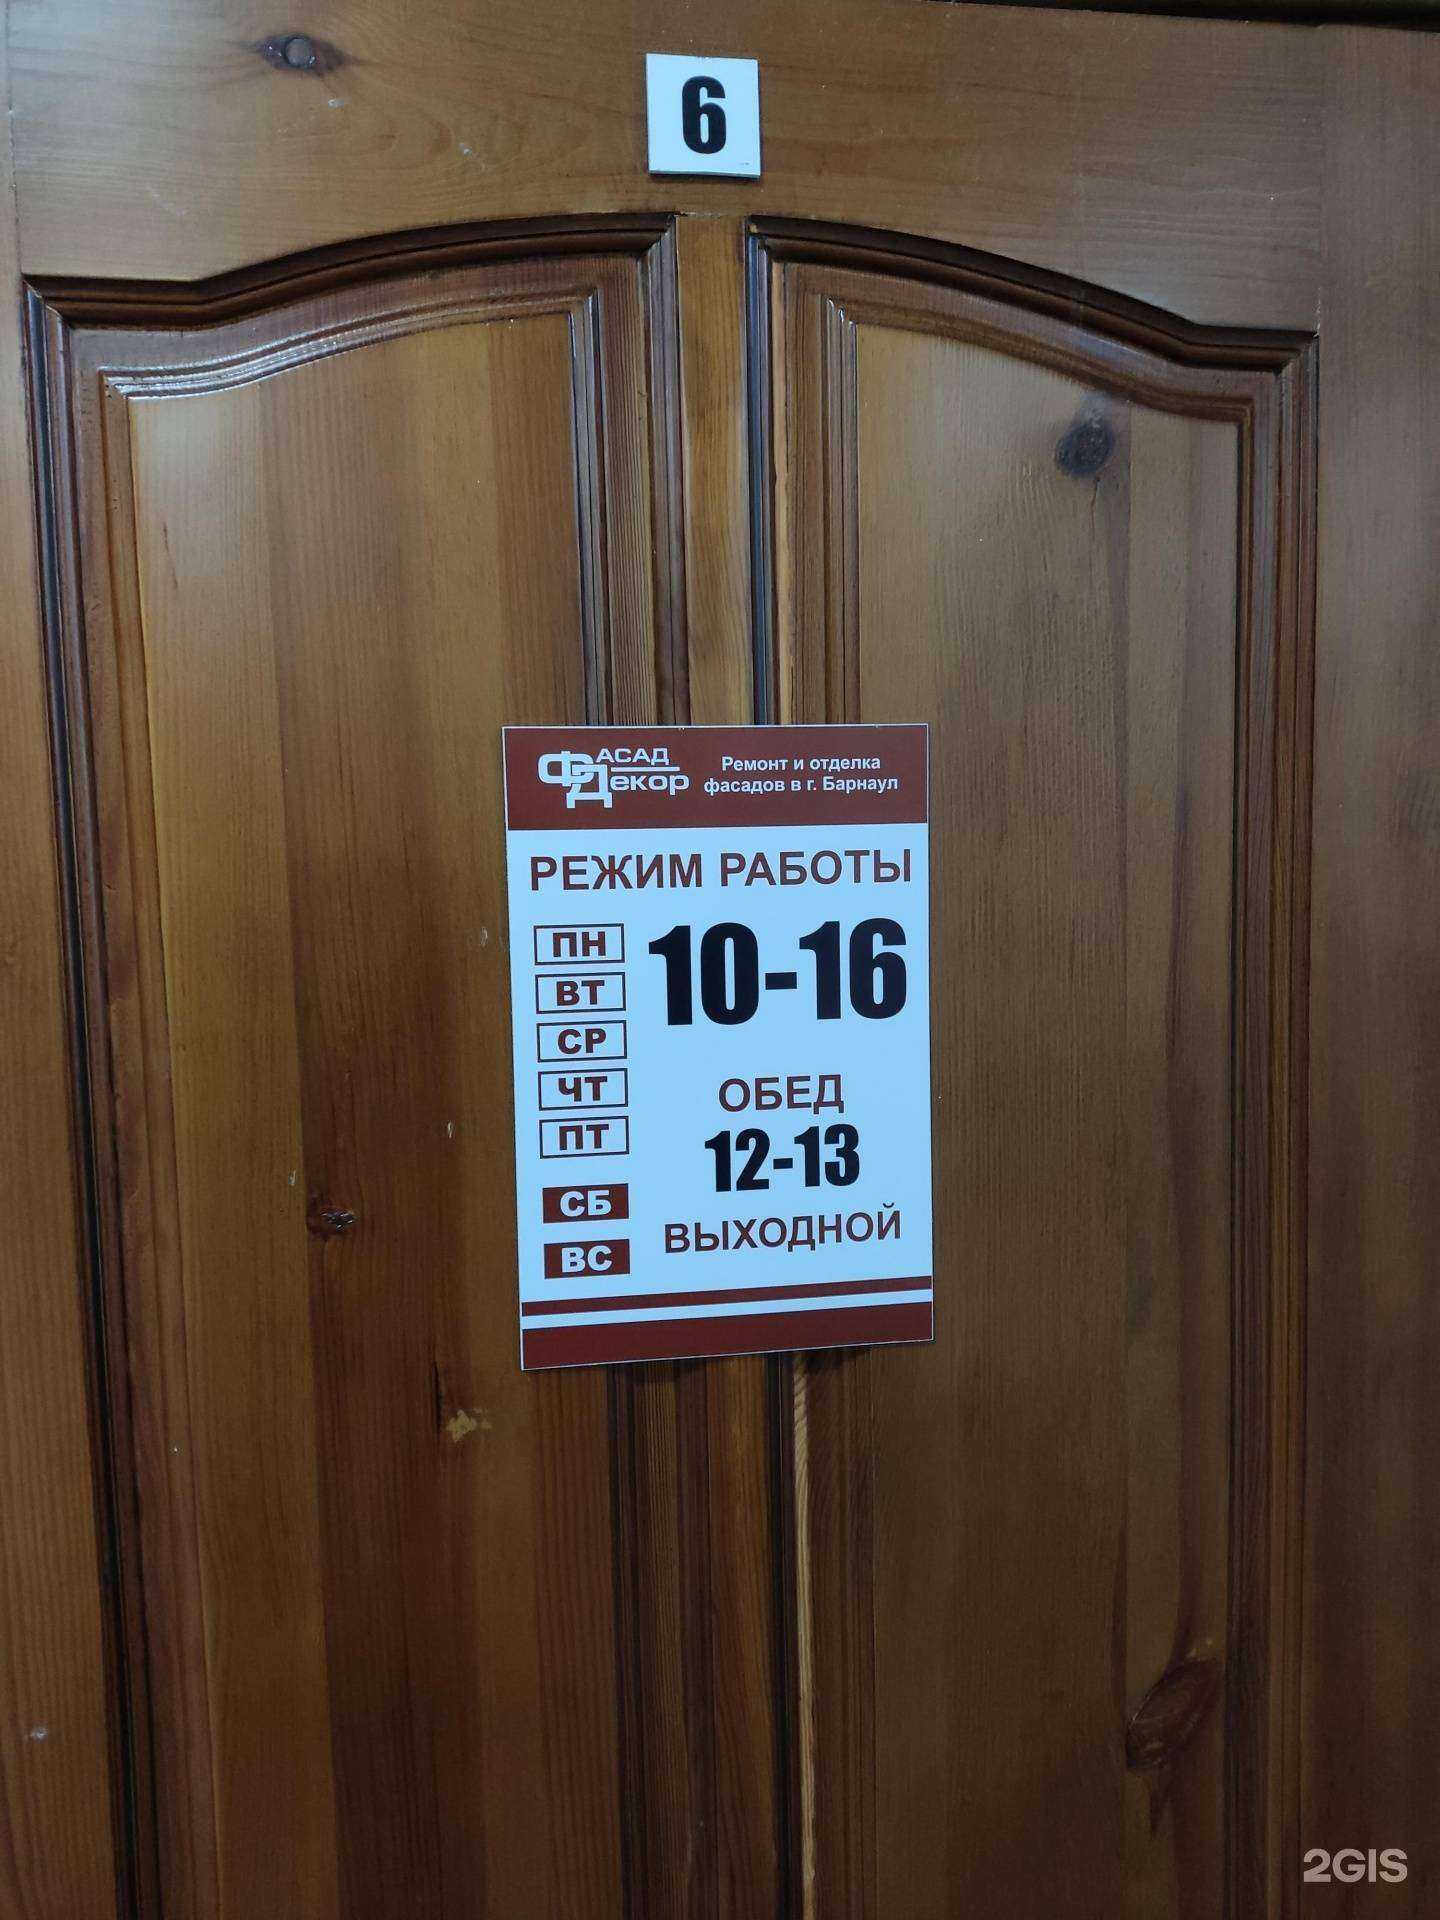 6
ФАСАД
Декор
Ремонт и отделка
фасадов в г. Барнаул
РЕЖИМ РАБОТЫ
ПН
ВТ
СР
ЧТ
ПТ
10-16
ОБЕД
12-13
СБ
ВС
ВЫХОДНОЙ
2GIS